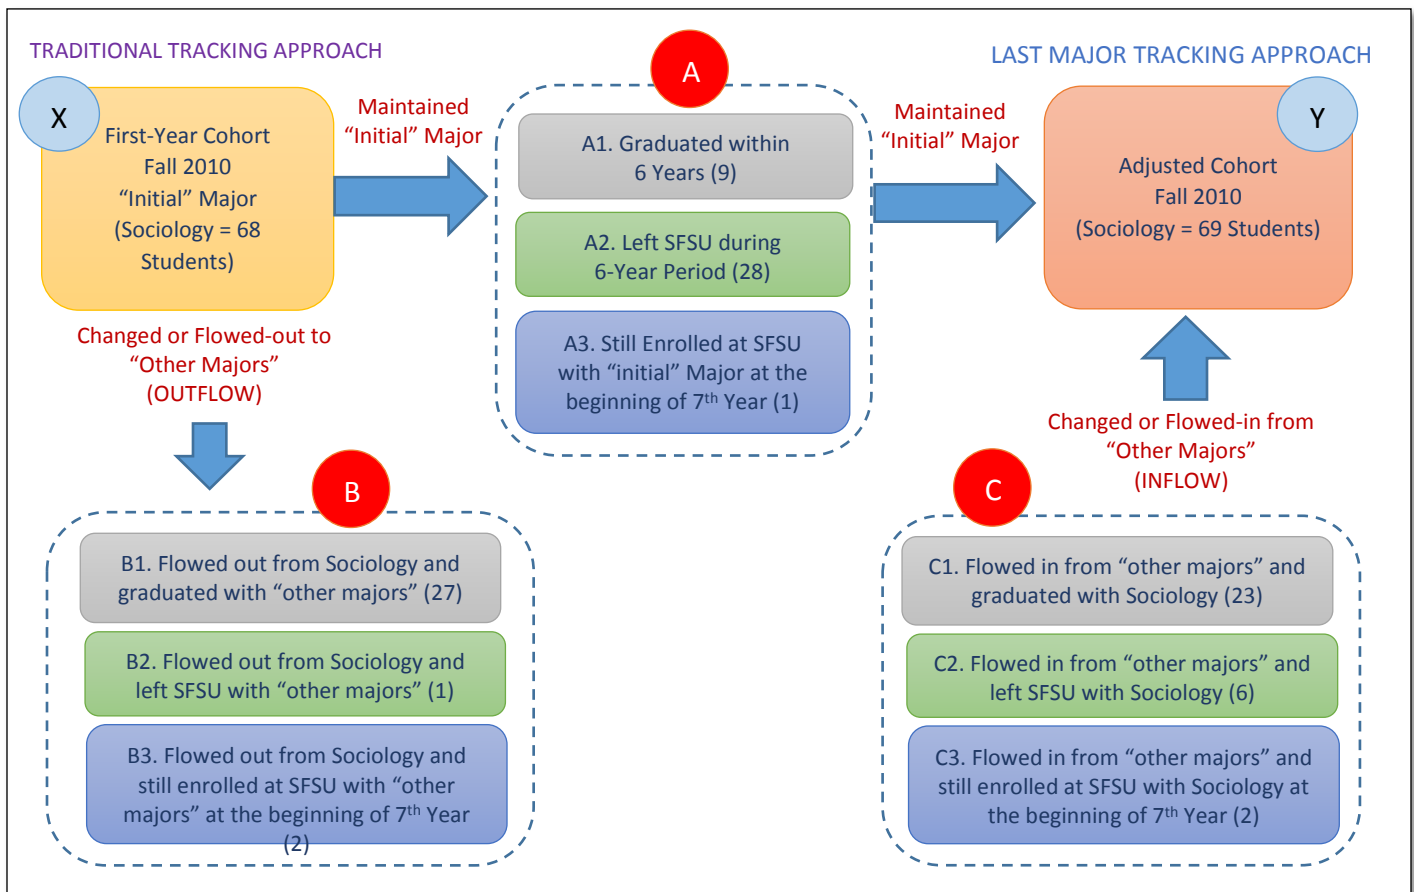 TRADITIONAL TRACKING APPROACH
LAST MAJOR TRACKING APPROACH
X
First-Year Cohort
Fall 2010
“Initial” Major
(Sociology = 68
Students)
Maintained
“Initial” Major
A
A1. Graduated within
6 Years (9)
A2. Left SFSU during
6-Year Period (28)
A3. Still Enrolled at SFSU
with “initial” Major at the
beginning of 7th Year (1)
Maintained
“Initial” Major
Y
Adjusted Cohort
Fall 2010
(Sociology = 69 Students)
Changed or Flowed-out to
“Other Majors”
(OUTFLOW)
B
B1. Flowed out from Sociology and
graduated with “other majors” (27)
B2. Flowed out from Sociology and
left SFSU with “other majors” (1)
B3. Flowed out from Sociology and
still enrolled at SFSU with “other
majors” at the beginning of 7th Year
(2)
Changed or Flowed-in from
“Other Majors”
(INFLOW)
C
C1. Flowed in from “other majors” and
graduated with Sociology (23)
C2. Flowed in from “other majors” and
left SFSU with Sociology (6)
C3. Flowed in from “other majors” and
still enrolled at SFSU with Sociology at
the beginning of 7th Year (2)